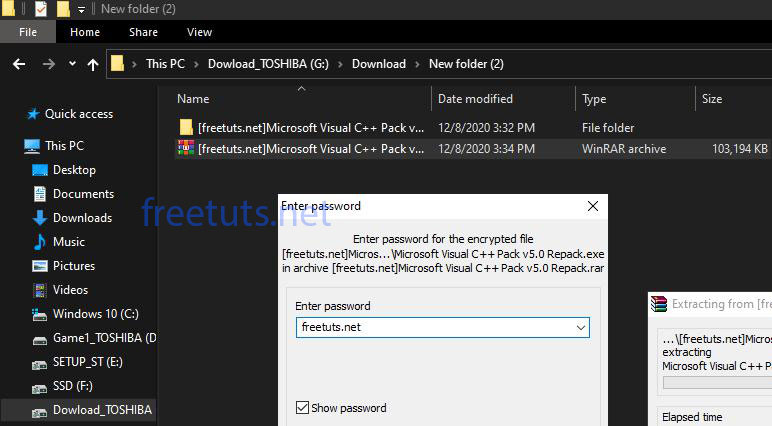 New folder (2)
File Home Share View
This PC Dowload_TOSHIBA (G:) Download New folder (2)
Name Date modified Type Size
Quick access
This PC
Desktop
Documents
Downloads
Music
Pictures
Videos
Windows 10 (C:)
Game1_TOSHIBA (D
SETUP_ST (E:)
SSD (F:)
Dowload_TOSHIBA
[freetuts.net]Microsoft Visual C++ Pack v... 12/8/2020 3:32 PM File folder
[freetuts.net]Microsoft Visual C++ Pack v... 12/8/2020 3:34 PM WinRAR archive 103,194 KB
freetuts.net
Enter password
Enter password for the encrypted file
[freetuts.net]Micros...\Microsoft Visual C++ Pack v5.0 Repack.exe
in archive [freetuts.net]Microsoft Visual C++ Pack v5.0 Repack.rar
Enter password
freetuts.net
Show password
Extracting from [fre
...\[freetuts.net]Micros
extracting
Microsoft Visual C++ P
Elapsed time